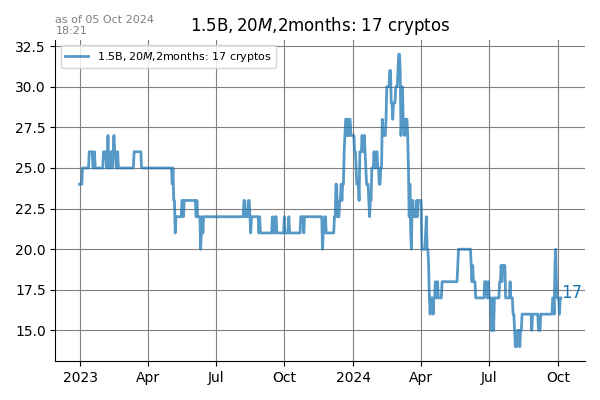 as of 05 Oct 2024
18:21
1.5B, 20M,2months: 17 cryptos
1.5B, 20M,2months: 17 cryptos
32.5
30.0
27.5
25.0
22.5
20.0
17.5
15.0
17
2023 Apr Jul Oct 2024 Apr Jul Oct